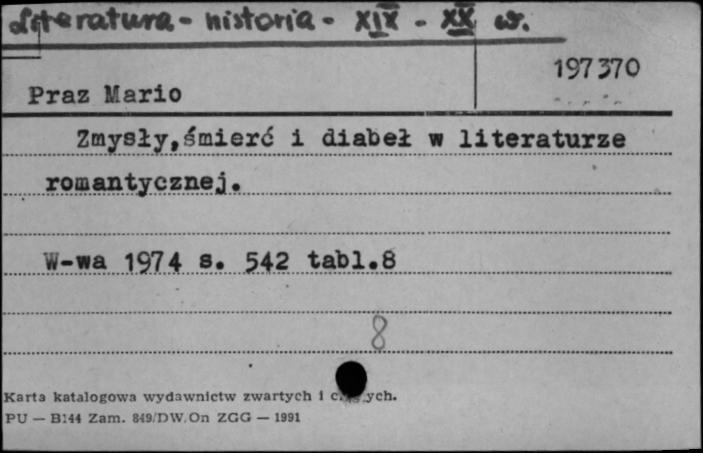 Literatura - historia - XIX - XX w.
197370
Praz Mario
Zmysły, śmierć i diabeł w literaturze
romantycznej.
W-wa 1974 s. 542 tabl.8
8
Karta katalogowa wydawnictw zwartych i
PU — B144 Zam. 849/DW.On ZGG — 1991